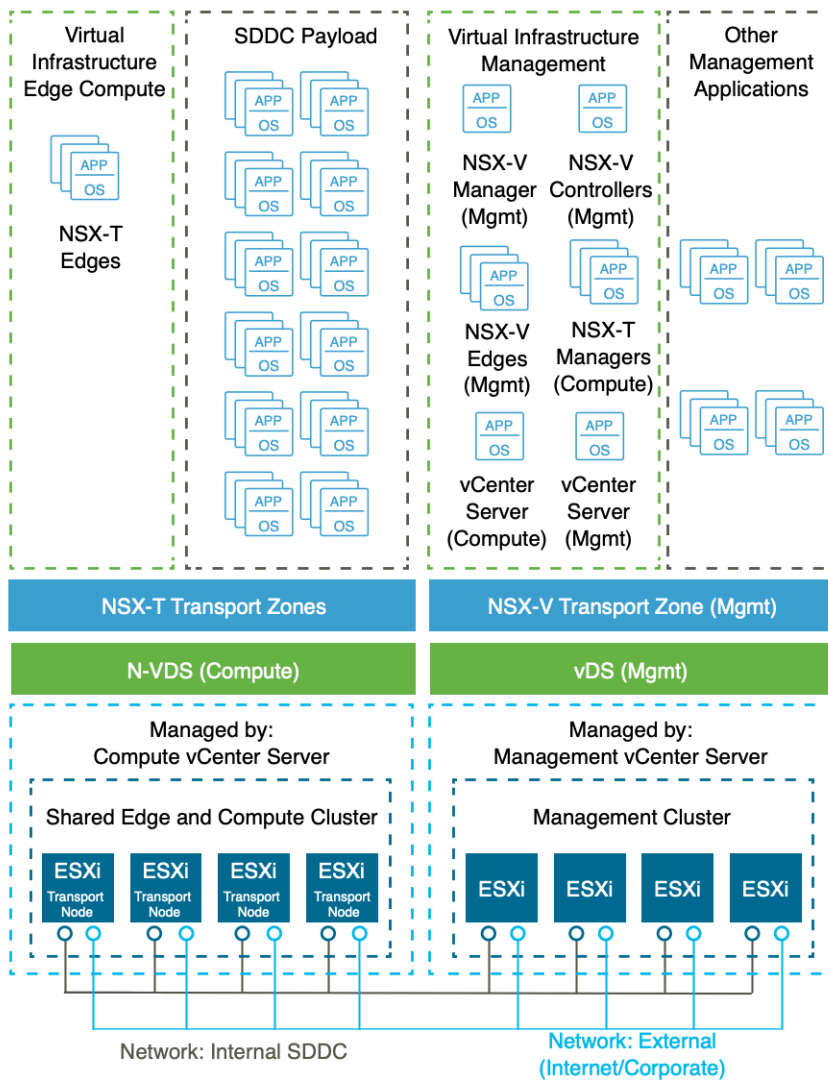 Virtual
Infrastructure
Edge Compute
APP
OS
NSX-T
Edges
SDDC Payload
APP
OS
APP
OS
APP
OS
APP
OS
APP
OS
APP
OS
APP
OS
APP
OS
APP
OS
APP
OS
APP
OS
APP
OS
Virtual Infrastructure
Management
APP
OS
NSX-V
Manager
(Mgmt)
APP
OS
NSX-V
Controllers
(Mgmt)
APP
OS
NSX-V
Edges
(Mgmt)
APP
OS
NSX-T
Managers
(Compute)
APP
OS
vCenter
Server
(Compute)
APP
OS
vCenter
Server
(Mgmt)
Other
Management
Applications
APP
OS
APP
OS
APP
OS
APP
OS
NSX-T Transport Zones
NSX-V Transport Zone (Mgmt)
N-VDS (Compute)
vDS (Mgmt)
Managed by:
Compute vCenter Server
Shared Edge and Compute Cluster
ESXi
Transport
Node
ESXi
Transport
Node
ESXi
Transport
Node
ESXi
Transport
Node
Managed by:
Management vCenter Server
Management Cluster
ESXi
ESXi
ESXi
ESXi
Network: Internal SDDC
Network: External
(Internet/Corporate)